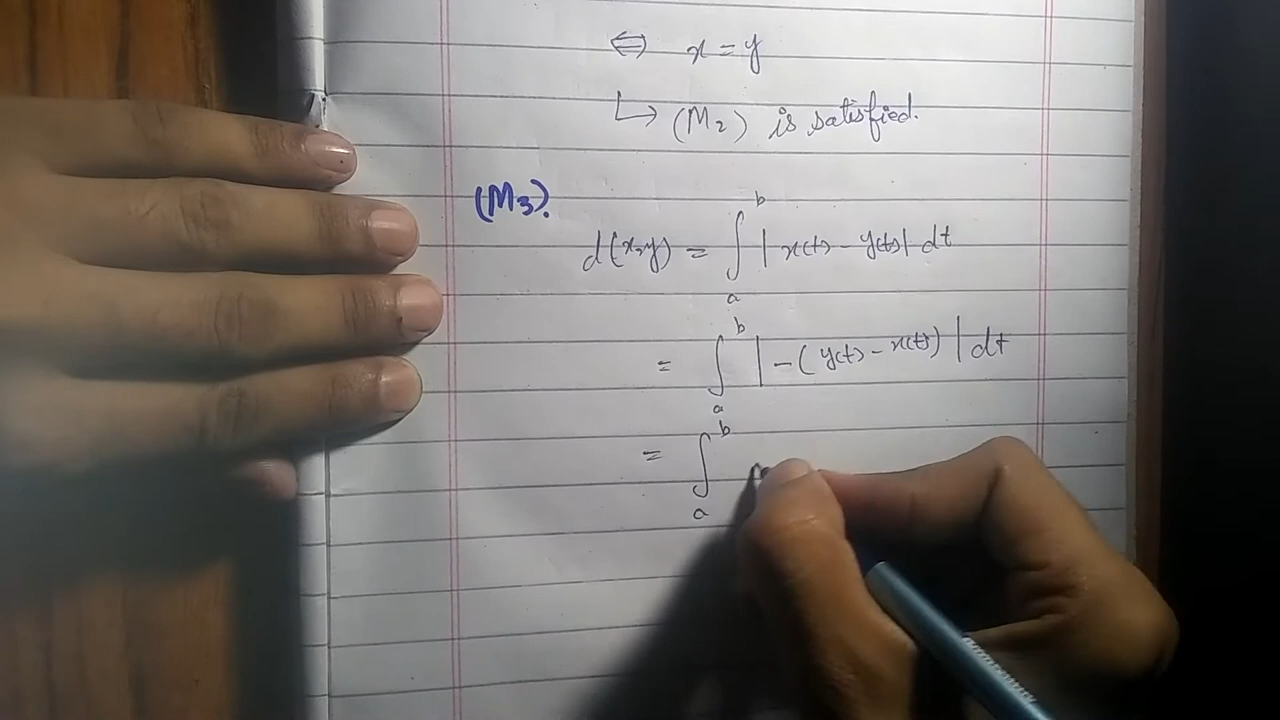 ⇔ x = y
↳ (M₂) is satisfied.
(M₃).
d(x,y) = ∫ₐᵇ | x(t) - y(t)| dt
= ∫ₐᵇ | -(y(t) - x(t)) | dt
= ∫ₐᵇ